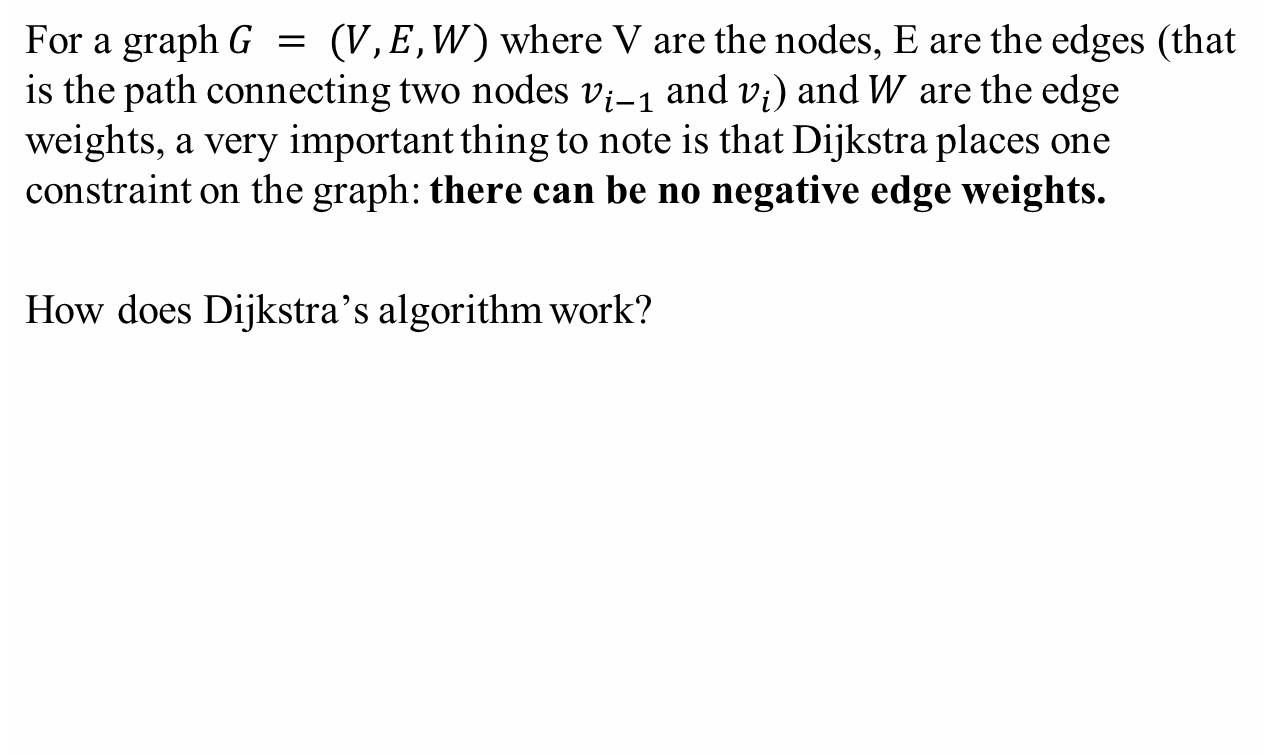 For a graph 𝐺 = (𝑉, 𝐸, 𝑊) where V are the nodes, E are the edges (that
is the path connecting two nodes 𝑣ᵢ₋₁ and 𝑣ᵢ) and 𝑊 are the edge
weights, a very important thing to note is that Dijkstra places one
constraint on the graph: there can be no negative edge weights.
How does Dijkstra’s algorithm work?